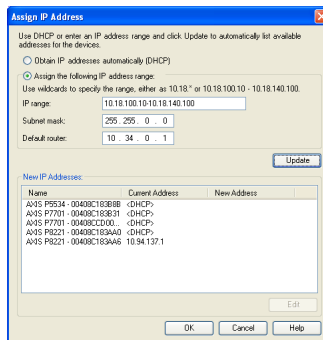 Assign IP Address
Use DHCP or enter an IP address range and click Update to automatically list available
addresses for the devices.
Obtain IP addresses automatically (DHCP)
Assign the following IP address range:
Use wildcards to specify the range, either as 10.18.* or 10.18.100.10 - 10.18.140.100.
IP range: 10.18.100.10-10.18.140.100
Subnet mask: 255 . 255 . 0 . 0
Default router: 10 . 34 . 0 . 1
Update
New IP Addresses:
Name Current Address New Address
AXIS P5534 - 00408C183B8B <DHCP>
AXIS P7701 - 00408C183B31 <DHCP>
AXIS P7701 - 00408CCD00... <DHCP>
AXIS P8221 - 00408C183AA0 <DHCP>
AXIS P8221 - 00408C183AA6 10.94.137.1
Edit
OK Cancel Help